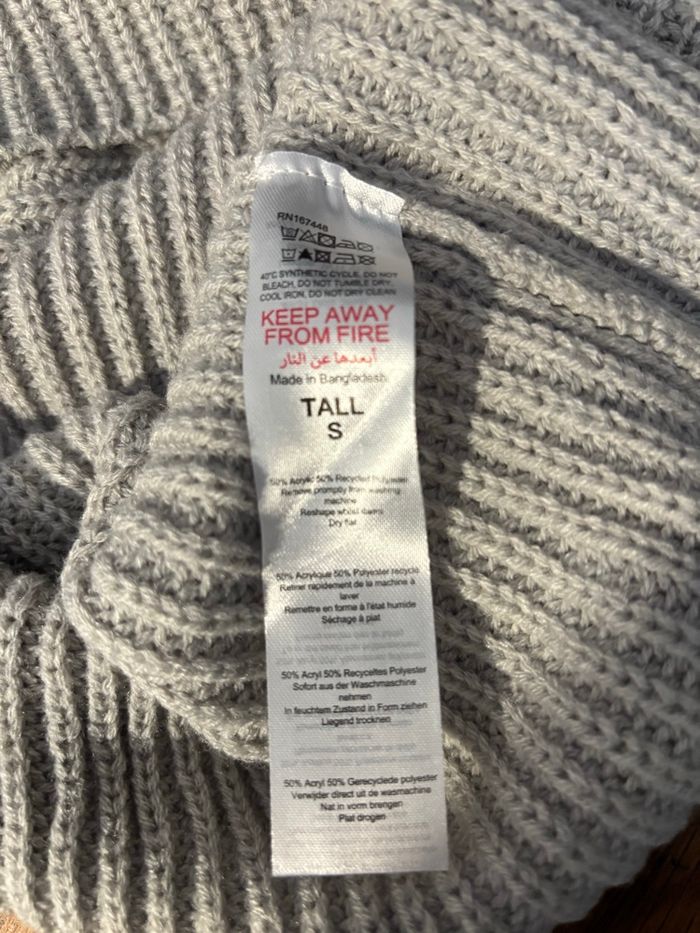 RN167448
40°C SYNTHETIC CYCLE, DO NOT
BLEACH, DO NOT TUMBLE DRY,
COOL IRON, DO NOT DRY CLEAN
KEEP AWAY
FROM FIRE
أبعدها عن النار
Made in Bangladesh
TALL
S
50% Acrylic 50% Recycled Polyester
Remove promptly from washing
machine
Reshape whilst damp
Dry flat
50% Acrylique 50% Polyester recycle
Retirer rapidement de la machine à
laver
Remettre en forme à l'état humide
Séchage à plat
50% Acryl 50% Recyceltes Polyester
Sofort aus der Waschmaschine
nehmen
In feuchtem Zustand in Form ziehen
Liegend trocknen
50% Acryl 50% Gerecyclede polyester
Verwijder direct uit de wasmachine
Nat in vorm brengen
Plat drogen